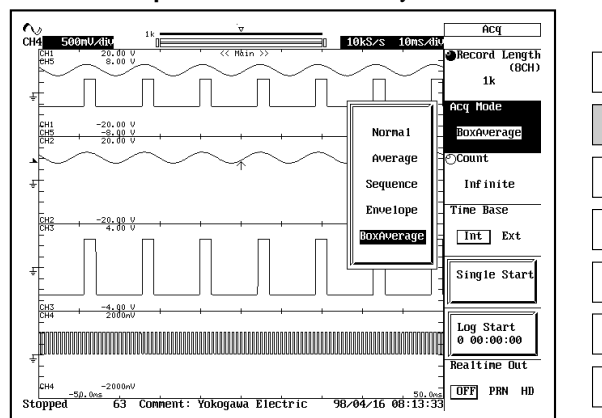 Acq
CH4 500mV/div 1k 10kS/s 10ms/div
<< Main >>
CH1 20.00 V
CH5 8.00 V
CH1 -20.00 V
CH5 -8.00 V
CH2 20.00 V
CH2 -20.00 V
CH3 4.00 V
CH3 -4.00 V
CH4 2000mV
CH4 -2000mV
-50.0ms 50.0ms
Stopped 63 Comment: Yokogawa Electric 98/04/16 08:13:33
Normal
Average
Sequence
Envelope
BoxAverage
Record Length
(8CH)
1k
Acq Mode
BoxAverage
Count
Infinite
Time Base
Int Ext
Single Start
Log Start
0 00:00:00
Realtime Out
OFF PRN HD